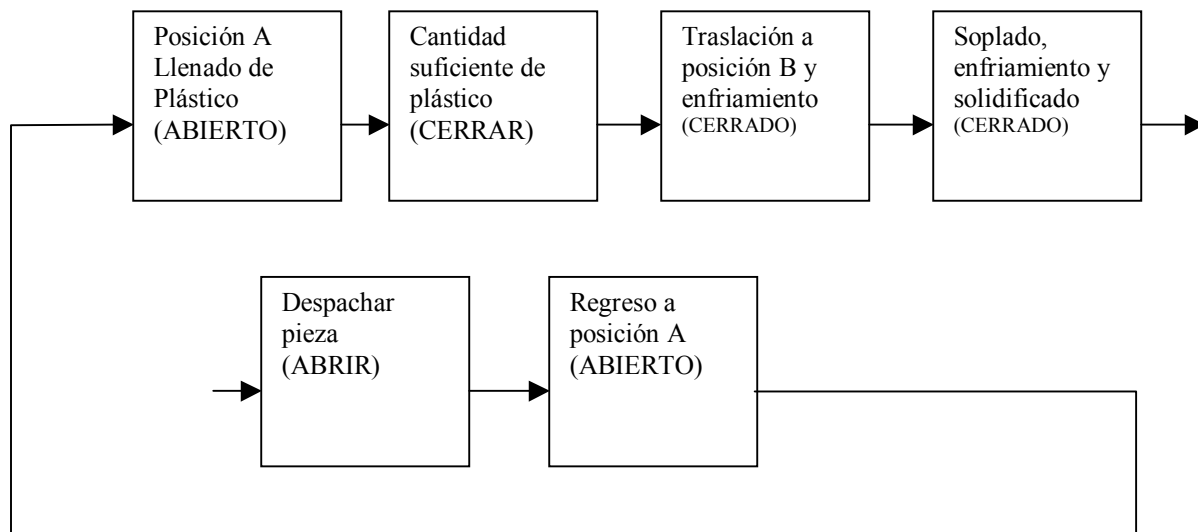 Posición A
Llenado de
Plástico
(ABIERTO)
Cantidad
suficiente de
plástico
(CERRAR)
Traslación a
posición B y
enfriamiento
(CERRADO)
Soplado,
enfriamiento y
solidificado
(CERRADO)
Despachar
pieza
(ABRIR)
Regreso a
posición A
(ABIERTO)